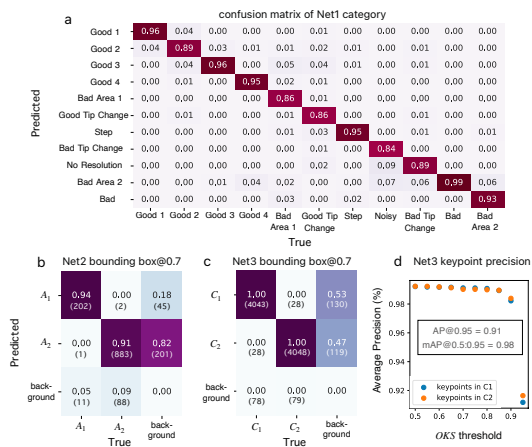 a
confusion matrix of Net1 category
Predicted
Good 1 0.96 0.04 0.00 0.00 0.00 0.01 0.00 0.00 0.00 0.00 0.00
Good 2 0.04 0.89 0.03 0.01 0.00 0.01 0.00 0.00 0.00 0.00 0.01
Good 3 0.00 0.04 0.96 0.00 0.05 0.04 0.01 0.00 0.00 0.00 0.00
Good 4 0.00 0.00 0.00 0.95 0.02 0.01 0.00 0.00 0.00 0.00 0.00
Bad Area 1 0.00 0.00 0.00 0.00 0.86 0.01 0.00 0.00 0.00 0.00 0.00
Good Tip Change 0.00 0.01 0.00 0.00 0.01 0.86 0.01 0.00 0.00 0.00 0.00
Step 0.00 0.00 0.00 0.00 0.01 0.03 0.95 0.00 0.00 0.00 0.01
Bad Tip Change 0.00 0.00 0.00 0.00 0.00 0.00 0.00 0.84 0.00 0.00 0.00
No Resolution 0.00 0.00 0.00 0.00 0.00 0.02 0.00 0.09 0.89 0.01 0.00
Bad Area 2 0.00 0.01 0.01 0.04 0.02 0.00 0.00 0.07 0.06 0.99 0.06
Bad 0.00 0.00 0.00 0.00 0.03 0.00 0.02 0.00 0.00 0.00 0.93
Good 1 Good 2 Good 3 Good 4 Bad Area 1 Good Tip Change Step Noisy Bad Tip Change Bad Bad Area 2
True
b Net2 bounding box@0.7
Predicted
A1 0.94 (202) 0.00 (2) 0.18 (45)
A2 0.00 (1) 0.91 (883) 0.82 (201)
back-ground 0.05 (11) 0.09 (88) 0.00
A1 A2 back-ground
True
c Net3 bounding box@0.7
C1 1.00 (4043) 0.00 (28) 0.53 (130)
C2 0.00 (28) 1.00 (4048) 0.47 (119)
back-ground 0.00 (78) 0.00 (79) 0.00
C1 C2 back-ground
True
d Net3 keypoint precision
Average Precision (%)
0.98
0.96
0.94
0.92
AP@0.95 = 0.91
mAP@0.5:0.95 = 0.98
keypoints in C1
keypoints in C2
0.5 0.6 0.7 0.8 0.9
OKS threshold